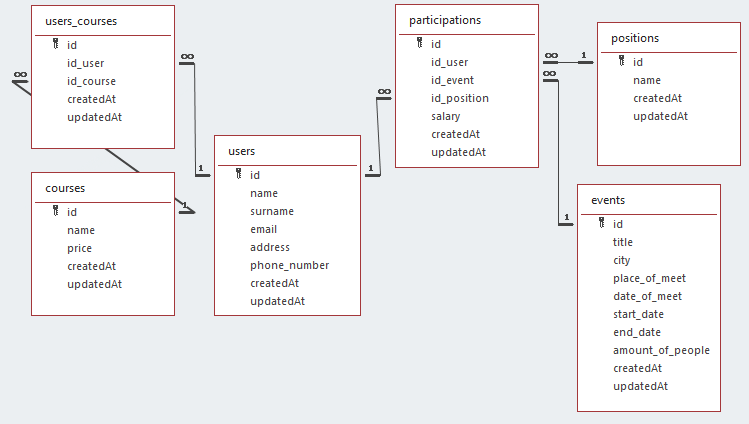 users_courses
id
id_user
id_course
createdAt
updatedAt
∞
∞
courses
id
name
price
createdAt
updatedAt
1
users
id
name
surname
email
address
phone_number
createdAt
updatedAt
1
1
participations
id
id_user
id_event
id_position
salary
createdAt
updatedAt
∞
∞
∞
positions
id
name
createdAt
updatedAt
1
events
id
title
city
place_of_meet
date_of_meet
start_date
end_date
amount_of_people
createdAt
updatedAt
1